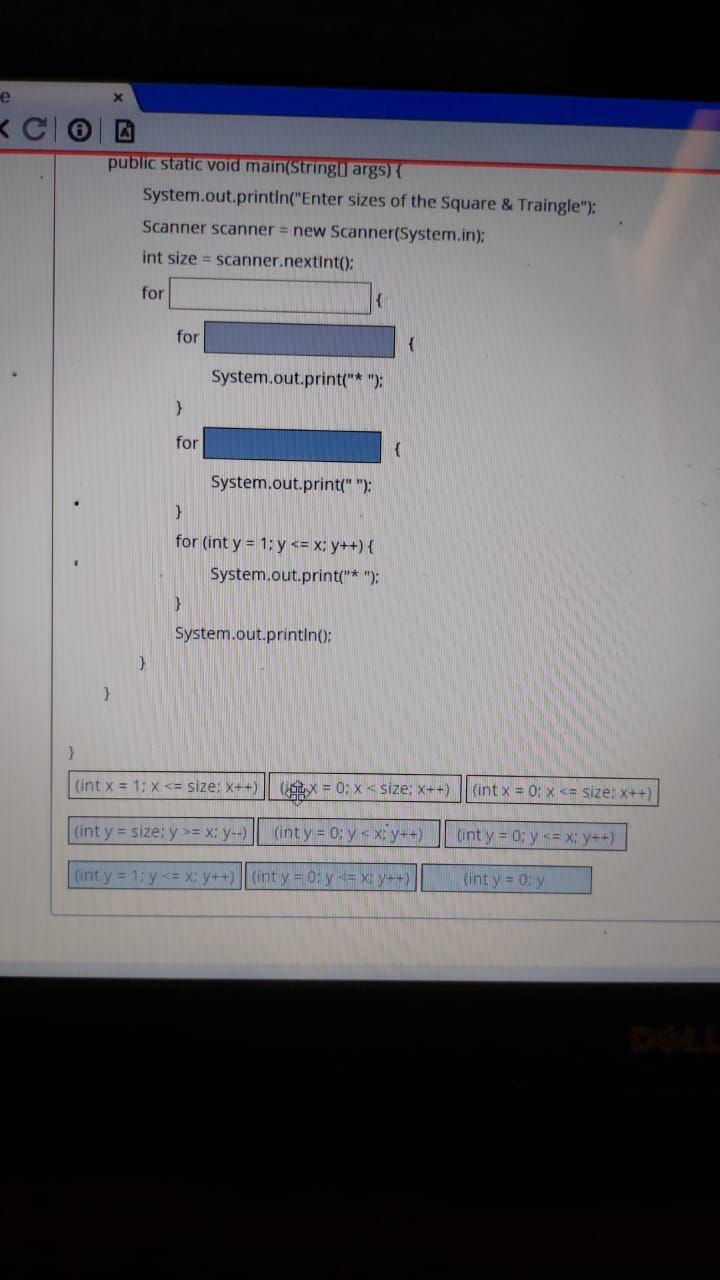 e
×
public static void main(String[] args) {
System.out.println("Enter sizes of the Square & Traingle");
Scanner scanner = new Scanner(System.in);
int size = scanner.nextInt();
for {
for {
System.out.print("* ");
}
for {
System.out.print(" ");
}
for (int y = 1; y <= x; y++) {
System.out.print("* ");
}
System.out.println();
}
}
}
(int x = 1; x <= size; x++) x = 0; x < size; x++) (int x = 0; x <= size; x++)
(int y = size; y >= x; y--) (int y = 0; y < x; y++) (int y = 0; y <= x; y++)
(int y = 1; y <= x; y++) (int y = 0; y <= x; y++) (int y = 0; y
DELL